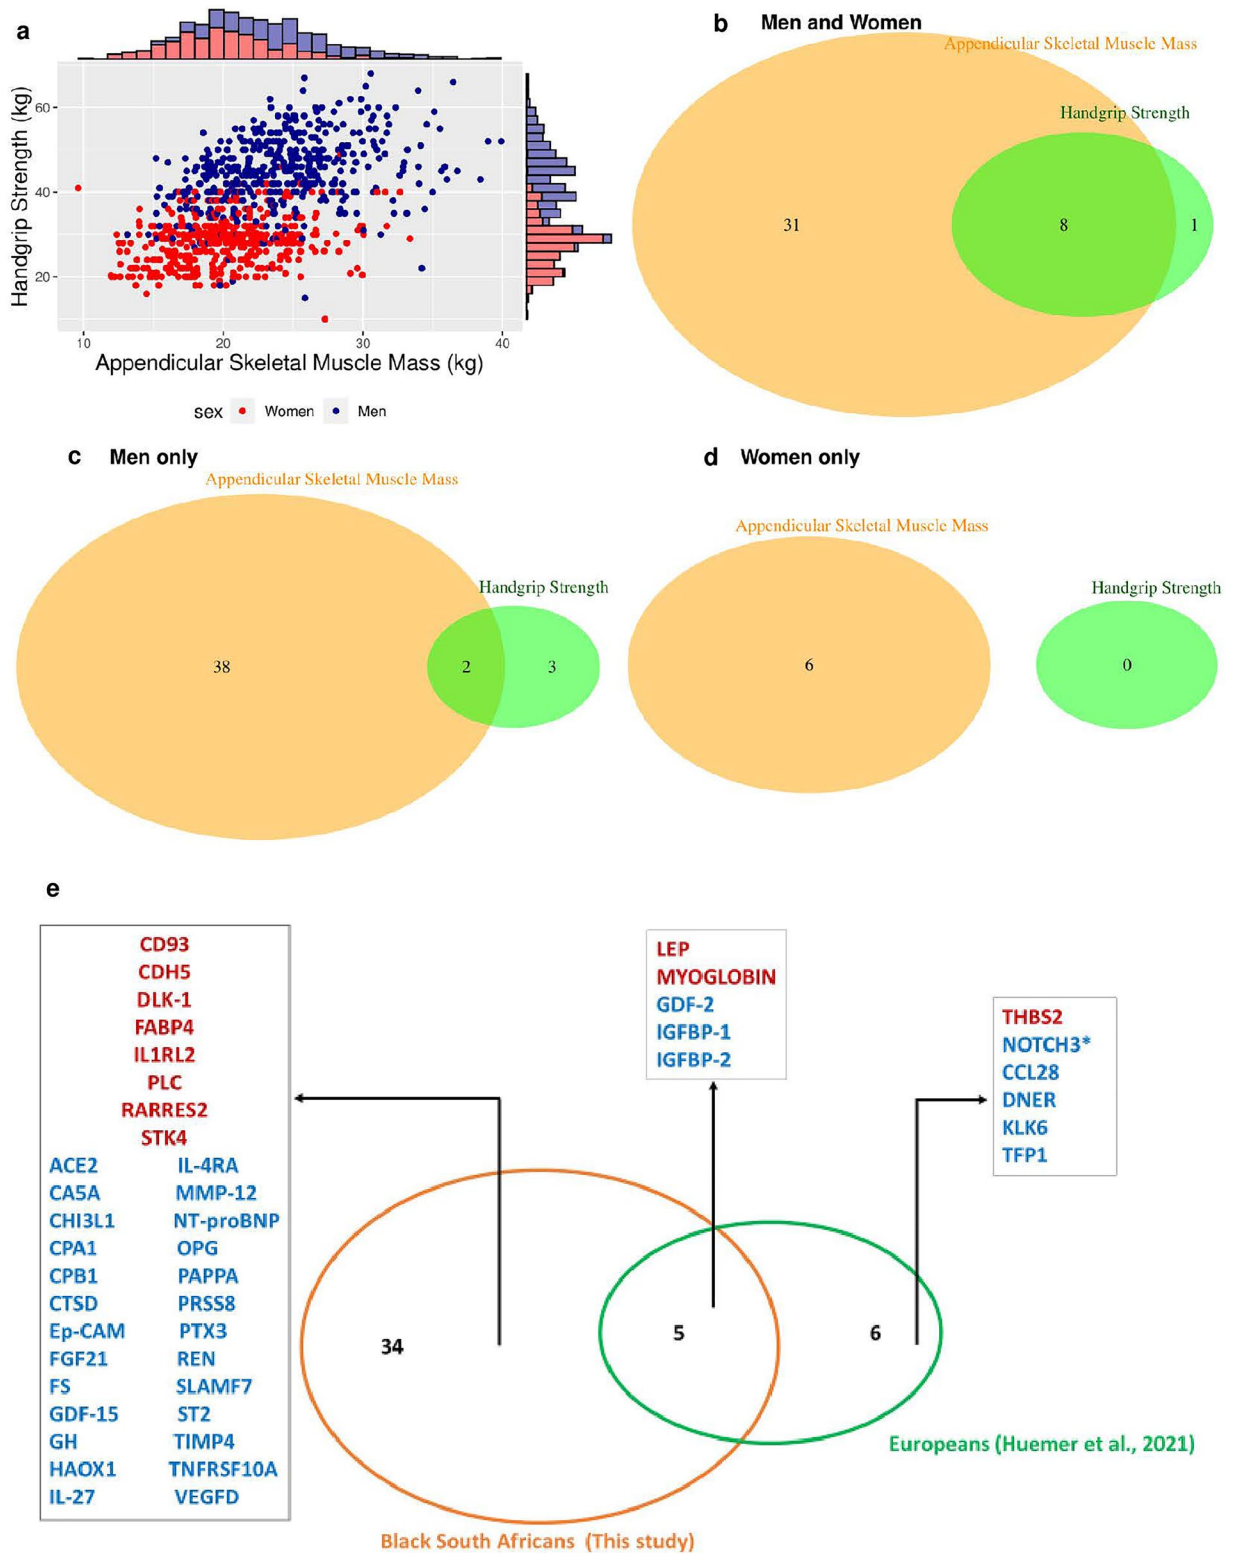 a
Handgrip Strength (kg)
60
40
20
10
20
30
40
Appendicular Skeletal Muscle Mass (kg)
sex Women Men
b Men and Women
Appendicular Skeletal Muscle Mass
Handgrip Strength
31
8
1
c Men only
Appendicular Skeletal Muscle Mass
Handgrip Strength
38
2
3
d Women only
Appendicular Skeletal Muscle Mass
Handgrip Strength
6
0
e
CD93
CDH5
DLK-1
FABP4
IL1RL2
PLC
RARRES2
STK4
ACE2 IL-4RA
CA5A MMP-12
CHI3L1 NT-proBNP
CPA1 OPG
CPB1 PAPPA
CTSD PRSS8
Ep-CAM PTX3
FGF21 REN
FS SLAMF7
GDF-15 ST2
GH TIMP4
HAOX1 TNFRSF10A
IL-27 VEGFD
LEP
MYOGLOBIN
GDF-2
IGFBP-1
IGFBP-2
THBS2
NOTCH3*
CCL28
DNER
KLK6
TFP1
34
5
6
Europeans (Huemer et al., 2021)
Black South Africans (This study)